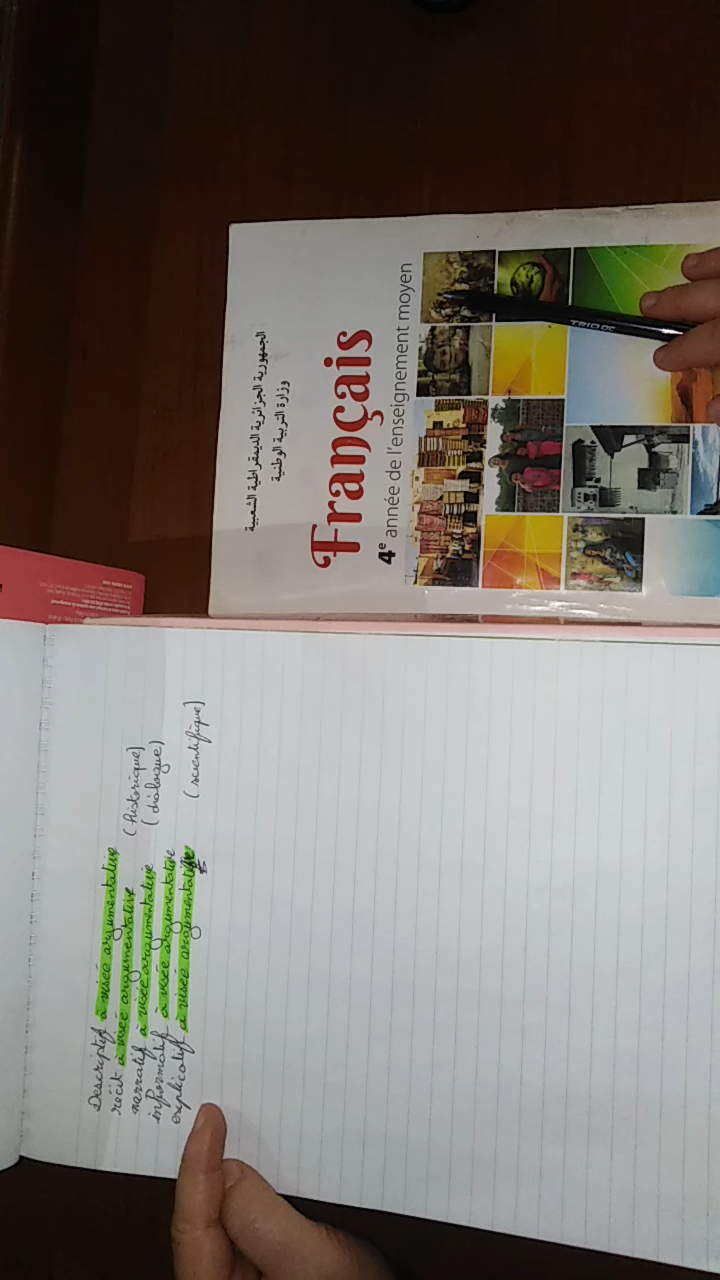 الجمهورية الجزائرية الديمقراطية الشعبية
وزارة التربية الوطنية
Français
4e année de l'enseignement moyen
TRIO DC
Descriptif à visée argumentative
récit à visée argumentative (historique)
narratif à visée argumentative (dialogue)
informatif à visée argumentative
explicatif à visée argumentative (scientifique)